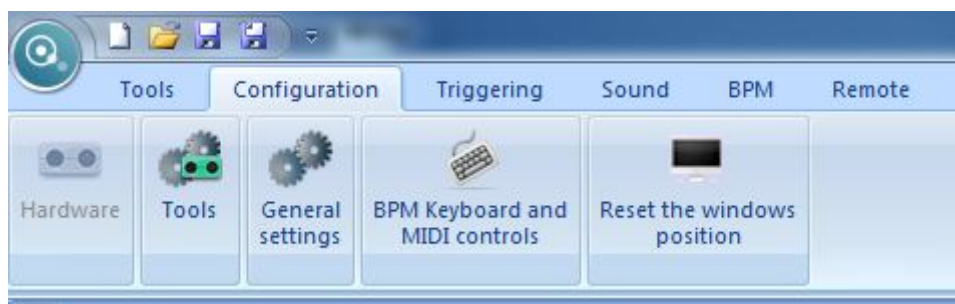 Tools Configuration Triggering Sound BPM Remote
Hardware
Tools
General
settings
BPM Keyboard and
MIDI controls
Reset the windows
position